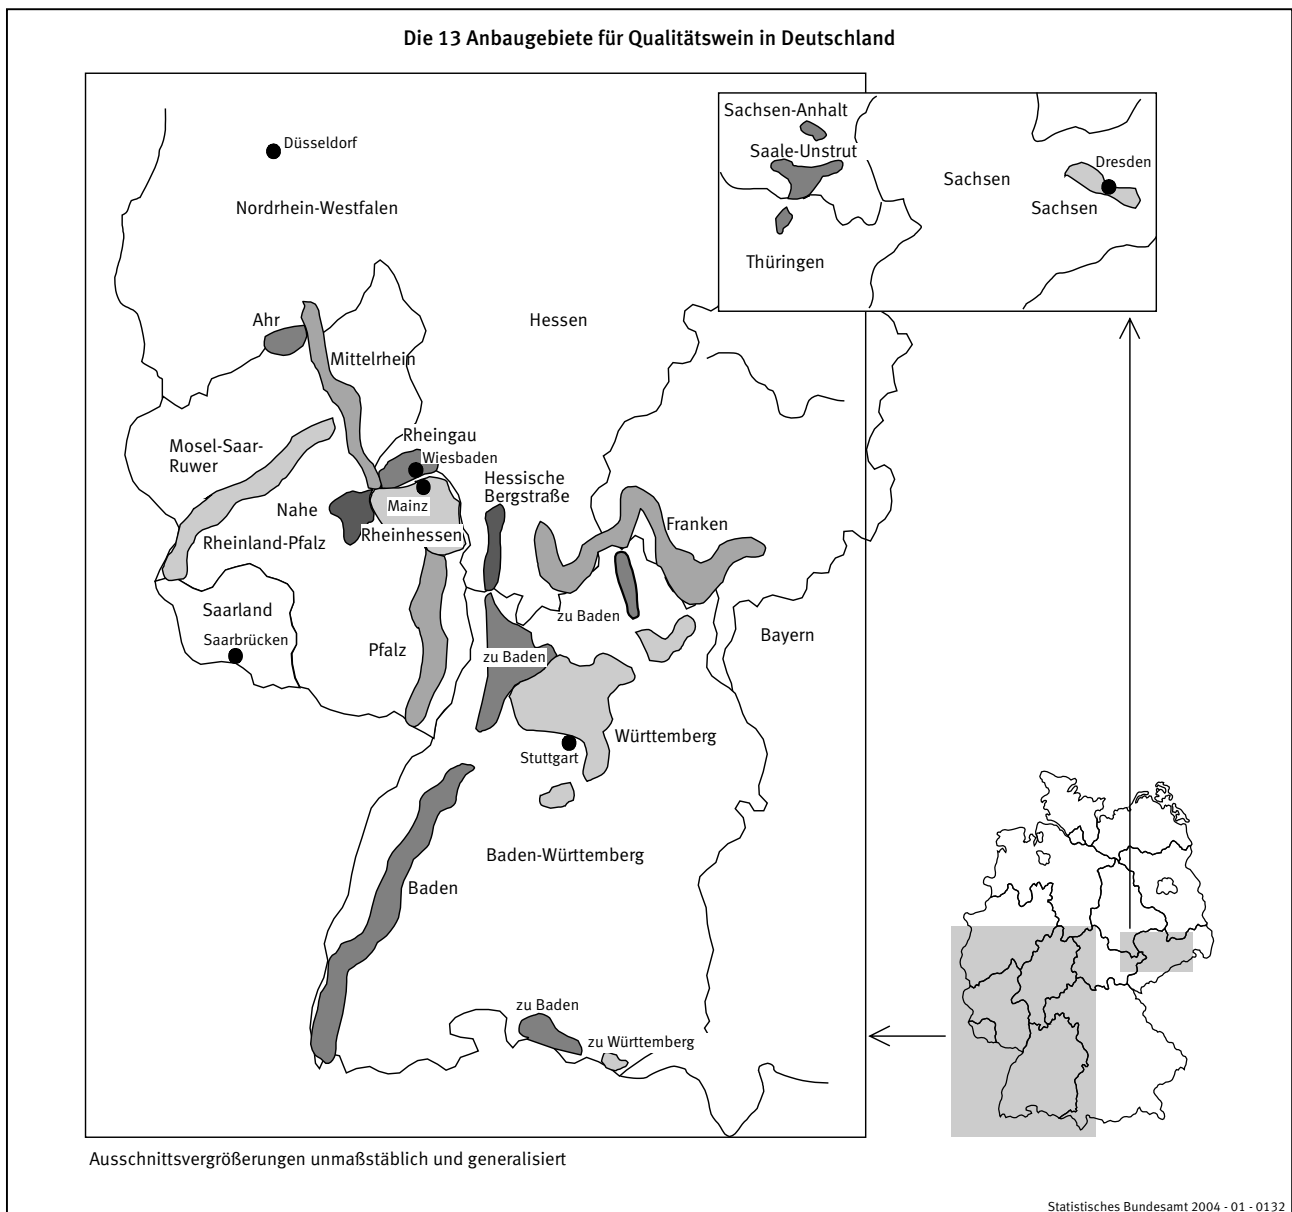 Die 13 Anbaugebiete für Qualitätswein in Deutschland
Sachsen-Anhalt
Saale-Unstrut
Sachsen
Dresden
Sachsen
Thüringen
Düsseldorf
Nordrhein-Westfalen
Ahr
Hessen
Mittelrhein
Mosel-Saar-
Ruwer
Rheingau
Wiesbaden
Hessische
Bergstraße
Nahe
Mainz
Rheinhessen
Franken
Rheinland-Pfalz
Saarland
Saarbrücken
Pfalz
zu Baden
zu Baden
Bayern
Württemberg
Stuttgart
Baden-Württemberg
Baden
zu Baden
zu Württemberg
Ausschnittsvergrößerungen unmaßstäblich und generalisiert
Statistisches Bundesamt 2004 - 01 - 0132